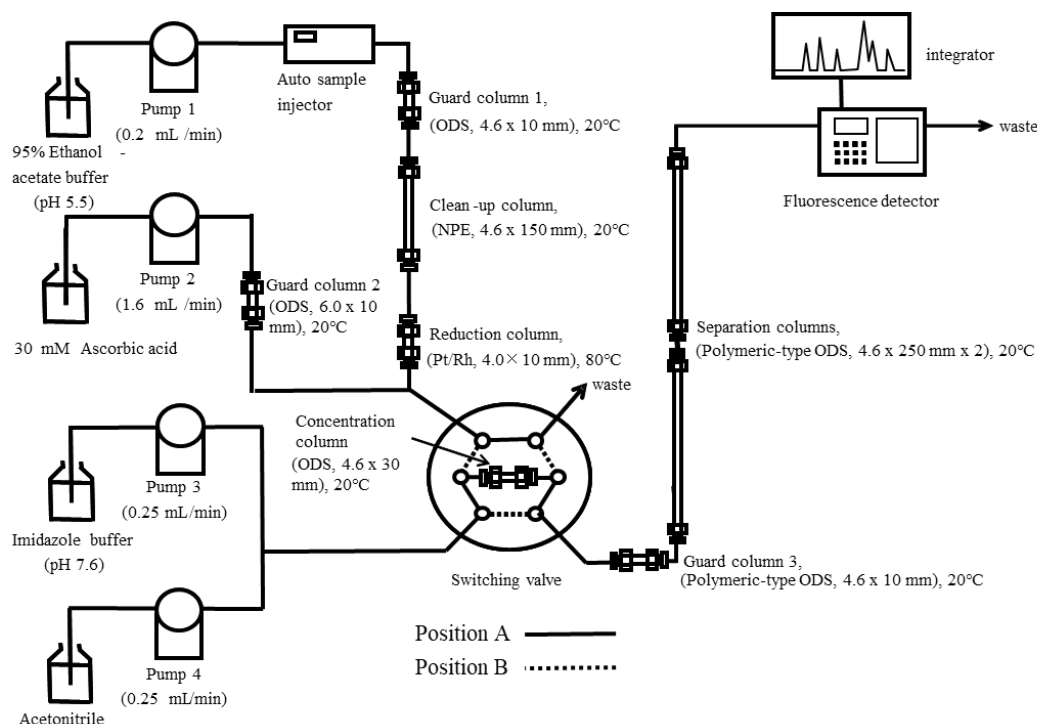 Pump 1
(0.2 mL/min)
Auto sample
injector
95% Ethanol -
acetate buffer
(pH 5.5)
Guard column 1,
(ODS, 4.6 x 10 mm), 20℃
Clean-up column,
(NPE, 4.6 x 150 mm), 20℃
Reduction column,
(Pt/Rh, 4.0×10 mm), 80℃
Pump 2
(1.6 mL /min)
30 mM Ascorbic acid
Guard column 2
(ODS, 6.0 x 10
mm), 20℃
integrator
waste
Fluorescence detector
Separation columns,
(Polymeric-type ODS, 4.6 x 250 mm x 2), 20℃
waste
Concentration
column
(ODS, 4.6 x 30
mm), 20℃
Pump 3
(0.25 mL/min)
Imidazole buffer
(pH 7.6)
Switching valve
Guard column 3,
(Polymeric-type ODS, 4.6 x 10 mm), 20℃
Pump 4
(0.25 mL/min)
Acetonitrile
Position A
Position B